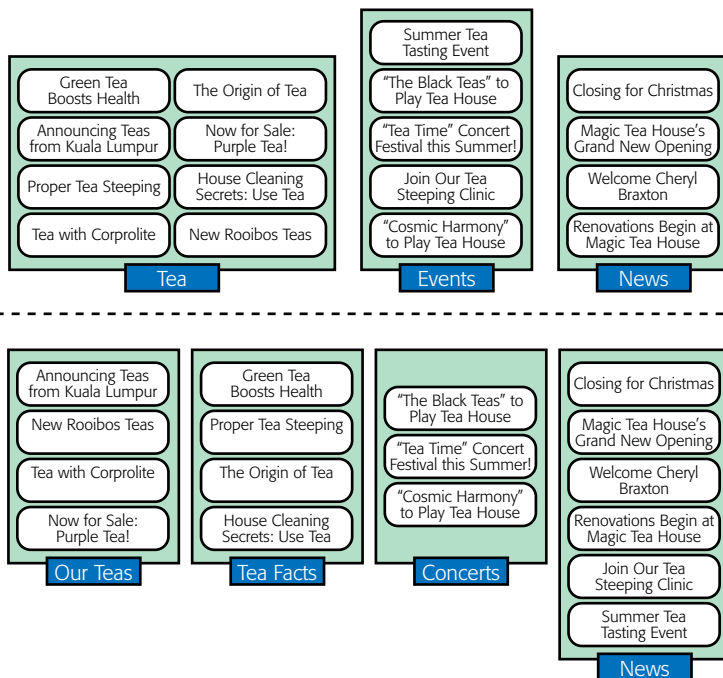 Green Tea
Boosts Health
The Origin of Tea
Announcing Teas
from Kuala Lumpur
Now for Sale:
Purple Tea!
Proper Tea Steeping
House Cleaning
Secrets: Use Tea
Tea with Corprolite
New Rooibos Teas
Tea
Summer Tea
Tasting Event
“The Black Teas” to
Play Tea House
“Tea Time” Concert
Festival this Summer!
Join Our Tea
Steeping Clinic
“Cosmic Harmony”
to Play Tea House
Events
Closing for Christmas
Magic Tea House's
Grand New Opening
Welcome Cheryl
Braxton
Renovations Begin at
Magic Tea House
News
Announcing Teas
from Kuala Lumpur
New Rooibos Teas
Tea with Corprolite
Now for Sale:
Purple Tea!
Our Teas
Green Tea
Boosts Health
Proper Tea Steeping
The Origin of Tea
House Cleaning
Secrets: Use Tea
Tea Facts
“The Black Teas” to
Play Tea House
“Tea Time” Concert
Festival this Summer!
“Cosmic Harmony”
to Play Tea House
Concerts
Closing for Christmas
Magic Tea House's
Grand New Opening
Welcome Cheryl
Braxton
Renovations Begin at
Magic Tea House
Join Our Tea
Steeping Clinic
Summer Tea
Tasting Event
News